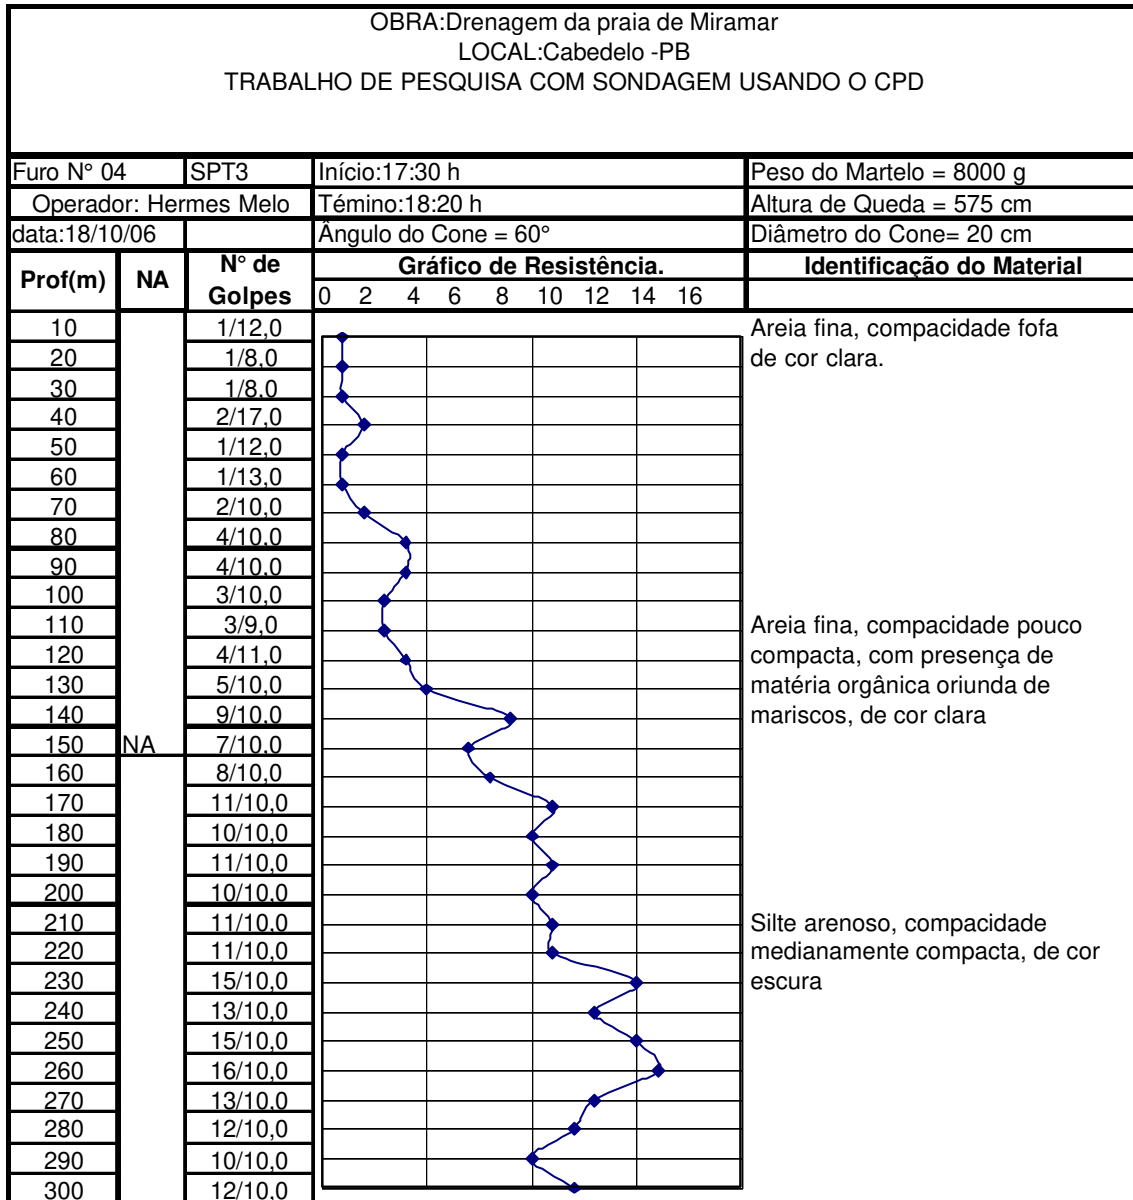 OBRA:Drenagem da praia de Miramar
LOCAL:Cabedelo -PB
TRABALHO DE PESQUISA COM SONDAGEM USANDO O CPD
Furo N° 04 SPT3 Início:17:30 h Peso do Martelo = 8000 g
Operador: Hermes Melo Témino:18:20 h Altura de Queda = 575 cm
data:18/10/06 Ângulo do Cone = 60° Diâmetro do Cone= 20 cm
Prof(m) NA N° de Golpes Gráfico de Resistência. Identificação do Material
0 2 4 6 8 10 12 14 16
10 1/12,0 Areia fina, compacidade fofa
20 1/8,0 de cor clara.
30 1/8,0
40 2/17,0
50 1/12,0
60 1/13,0
70 2/10,0
80 4/10,0
90 4/10,0
100 3/10,0
110 3/9,0 Areia fina, compacidade pouco
120 4/11,0 compacta, com presença de
130 5/10,0 matéria orgânica oriunda de
140 9/10,0 mariscos, de cor clara
150 NA 7/10,0
160 8/10,0
170 11/10,0
180 10/10,0
190 11/10,0
200 10/10,0
210 11/10,0 Silte arenoso, compacidade
220 11/10,0 medianamente compacta, de cor
230 15/10,0 escura
240 13/10,0
250 15/10,0
260 16/10,0
270 13/10,0
280 12/10,0
290 10/10,0
300 12/10,0